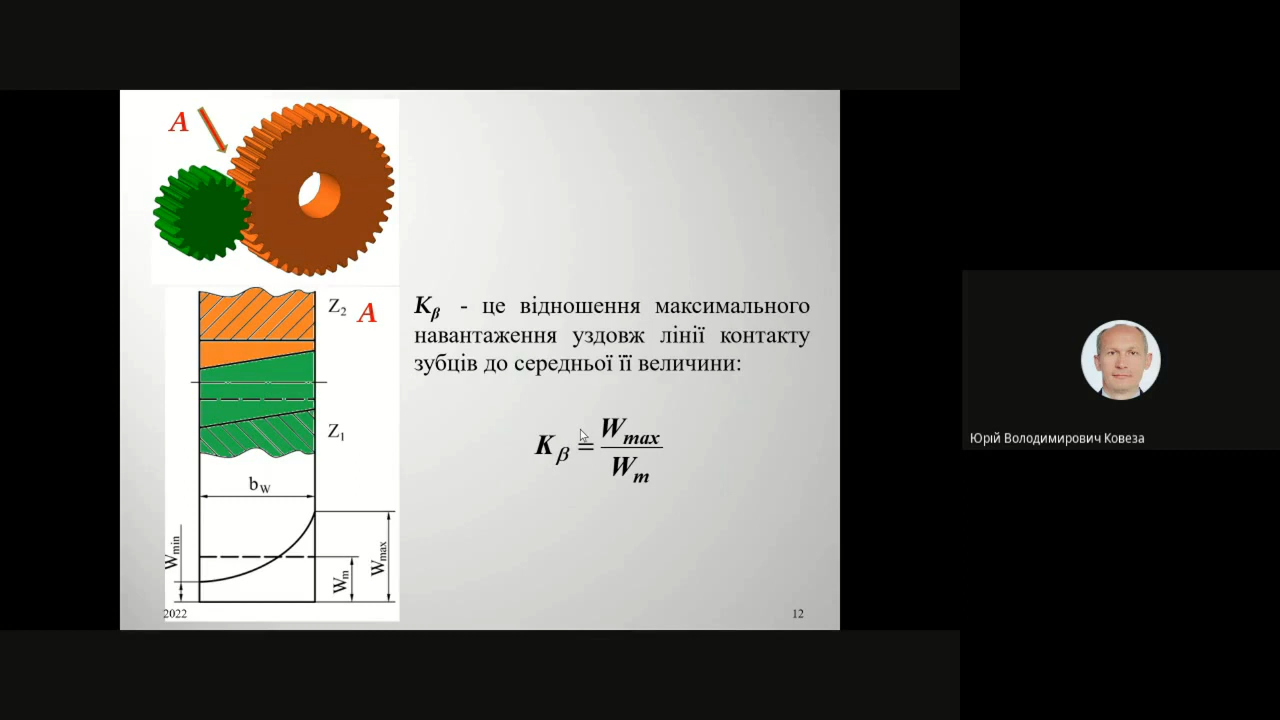 A
Z2
A
Kβ - це відношення максимального
навантаження уздовж лінії контакту
зубців до середньої її величини:
Kβ = Wmax / Wm
Z1
bW
Wmin
Wm
Wmax
2022
12
Юрій Володимирович Ковеза